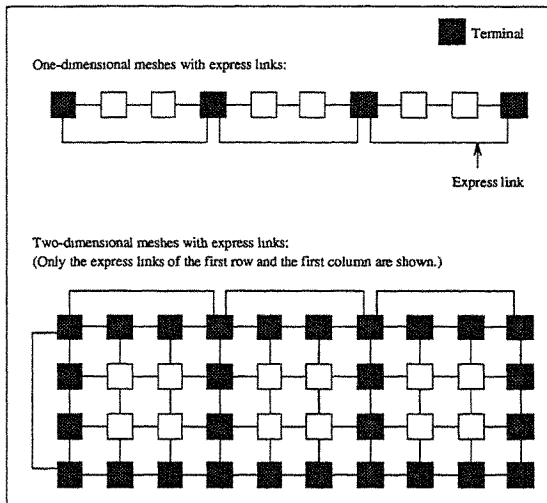 Terminal
One-dimensional meshes with express links:
Express link
Two-dimensional meshes with express links:
(Only the express links of the first row and the first column are shown.)